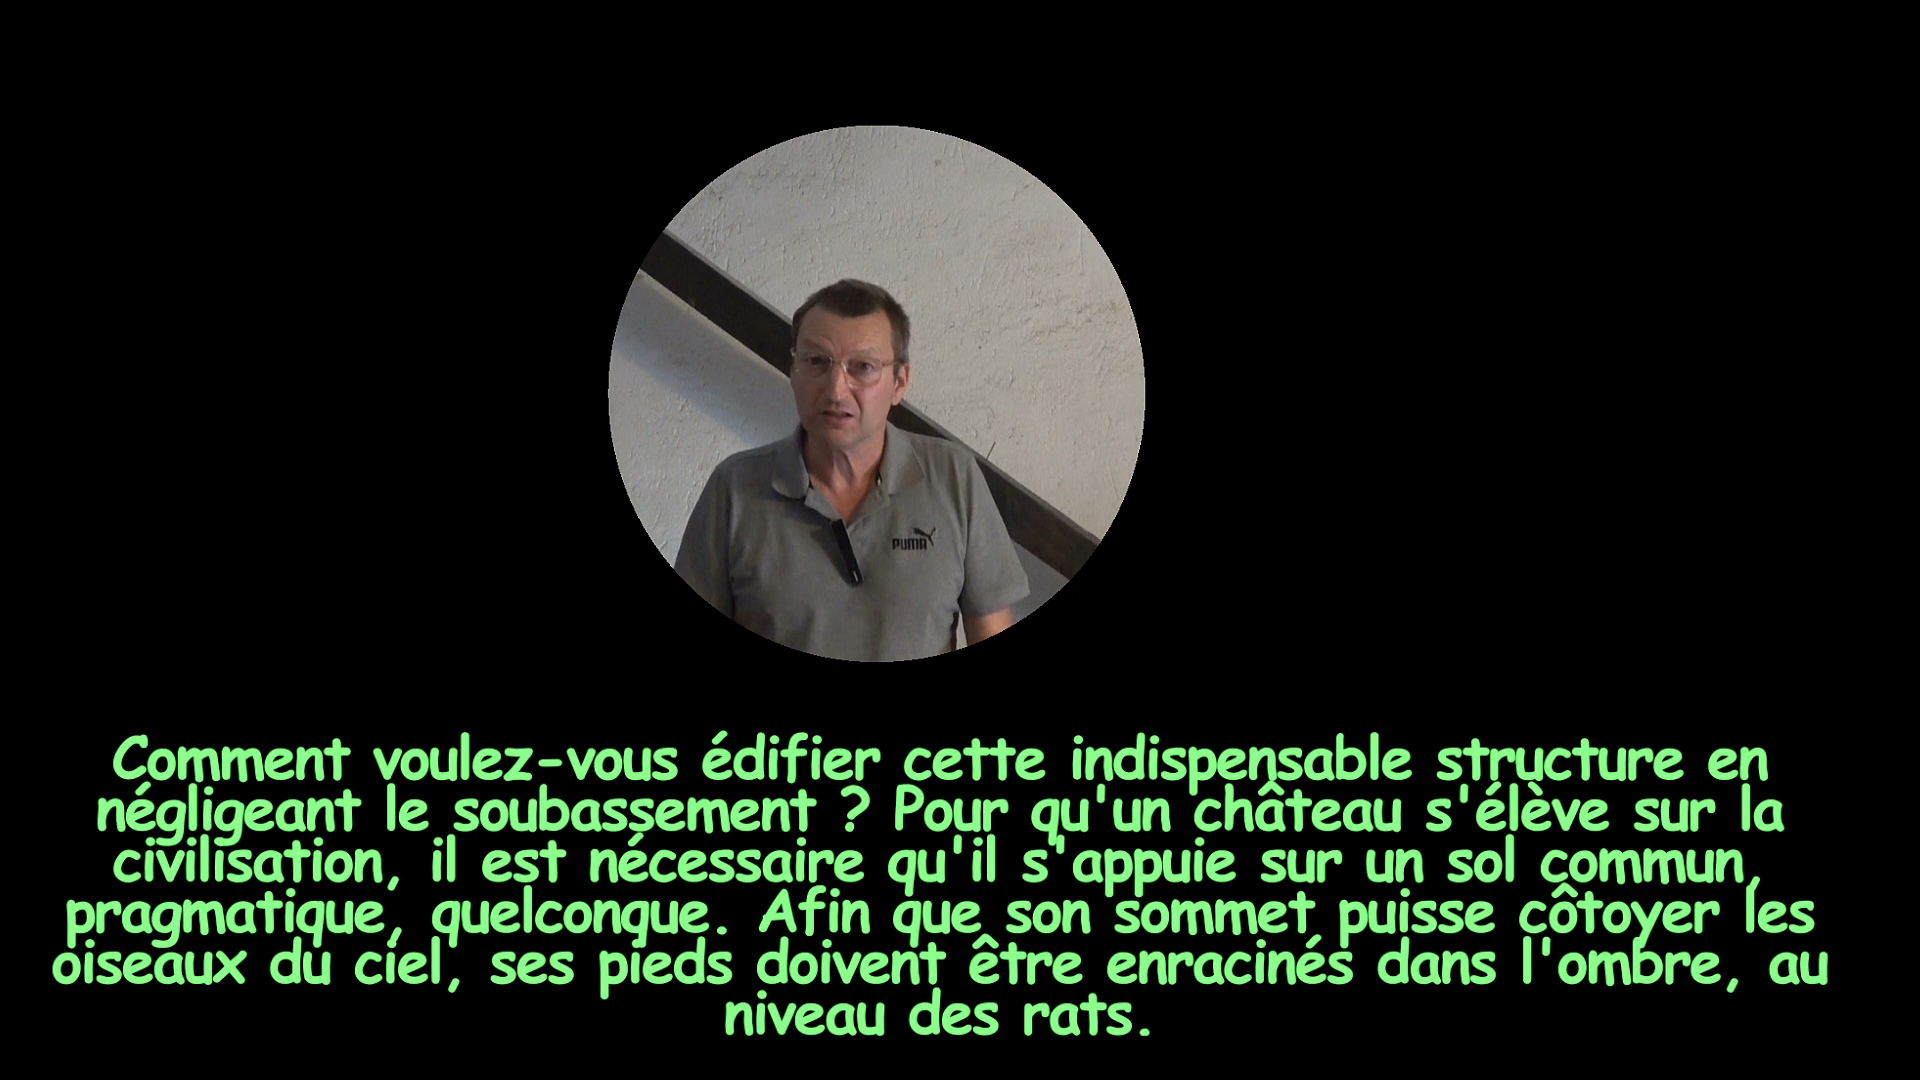 PUMA
Comment voulez-vous édifier cette indispensable structure en
négligeant le soubassement ? Pour qu'un château s'élève sur la
civilisation, il est nécessaire qu'il s'appuie sur un sol commun,
pragmatique, quelconque. Afin que son sommet puisse côtoyer les
oiseaux du ciel, ses pieds doivent être enracinés dans l'ombre, au
niveau des rats.